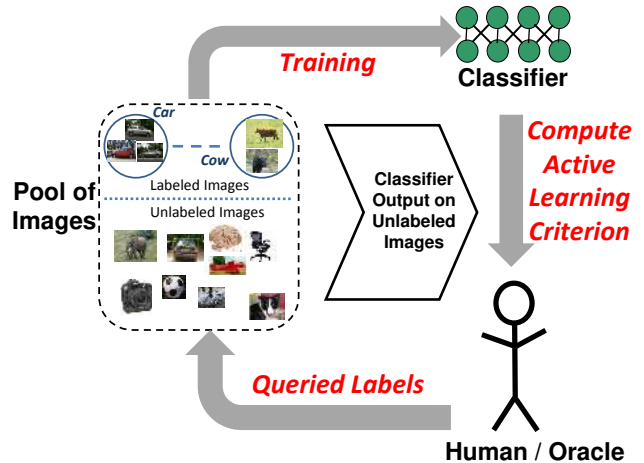 Training
Classifier
Car
Cow
Labeled Images
Unlabeled Images
Pool of
Images
Classifier
Output on
Unlabeled
Images
Compute
Active
Learning
Criterion
Queried Labels
Human / Oracle